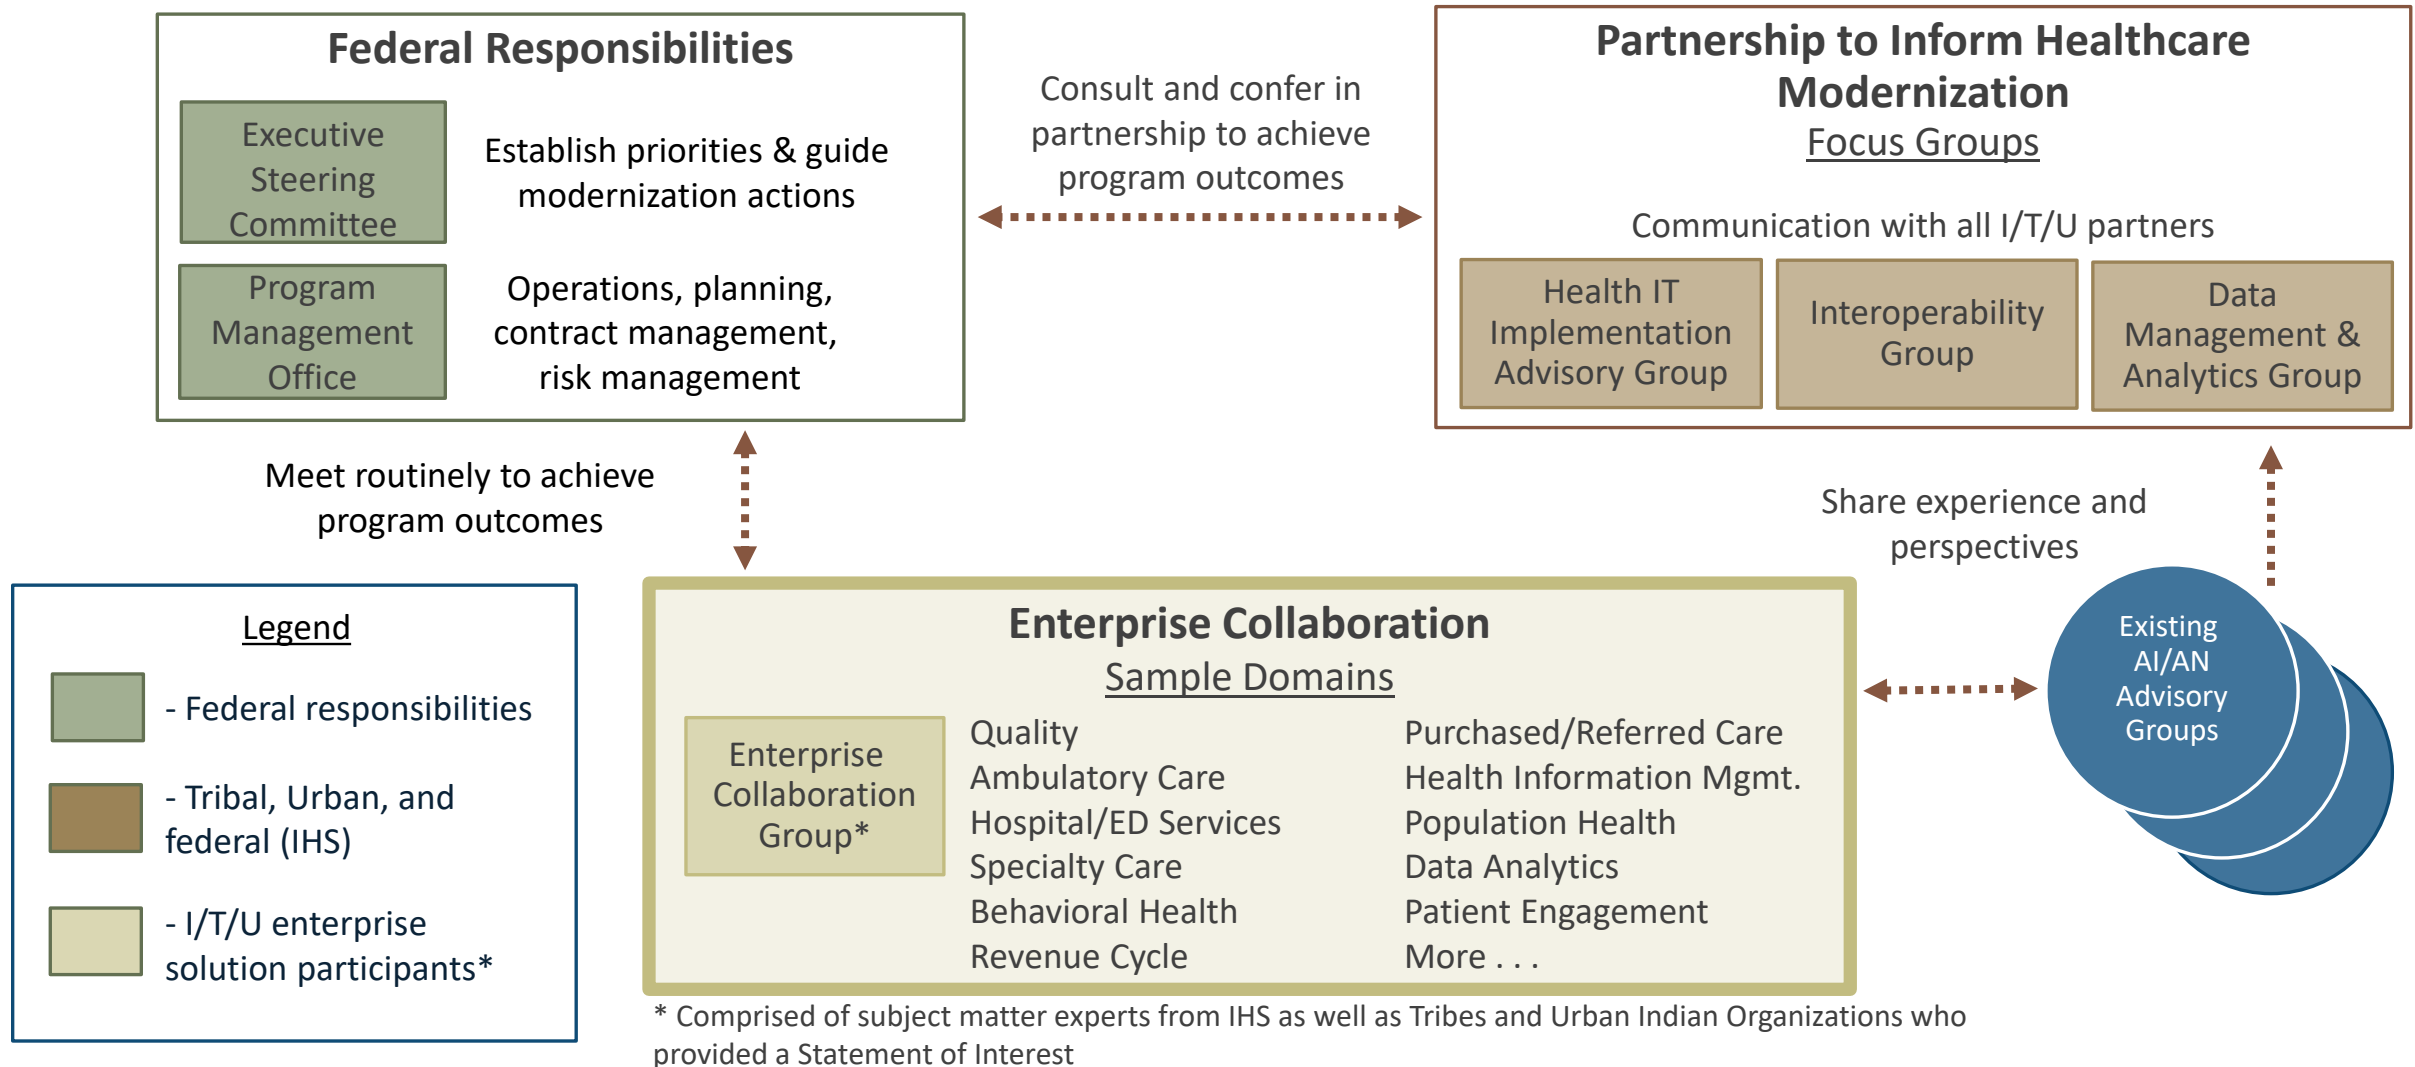 Federal Responsibilities
Executive
Steering
Committee
Establish priorities & guide
modernization actions
Program
Management
Office
Operations, planning,
contract management,
risk management
Consult and confer in
partnership to achieve
program outcomes
Partnership to Inform Healthcare
Modernization
Focus Groups
Communication with all I/T/U partners
Health IT
Implementation
Advisory Group
Interoperability
Group
Data
Management &
Analytics Group
Meet routinely to achieve
program outcomes
Share experience and
perspectives
Legend
- Federal responsibilities
- Tribal, Urban, and
federal (IHS)
- I/T/U enterprise
solution participants*
Enterprise Collaboration
Sample Domains
Enterprise
Collaboration
Group*
Quality
Ambulatory Care
Hospital/ED Services
Specialty Care
Behavioral Health
Revenue Cycle
Purchased/Referred Care
Health Information Mgmt.
Population Health
Data Analytics
Patient Engagement
More . . .
Existing
AI/AN
Advisory
Groups
* Comprised of subject matter experts from IHS as well as Tribes and Urban Indian Organizations who
provided a Statement of Interest